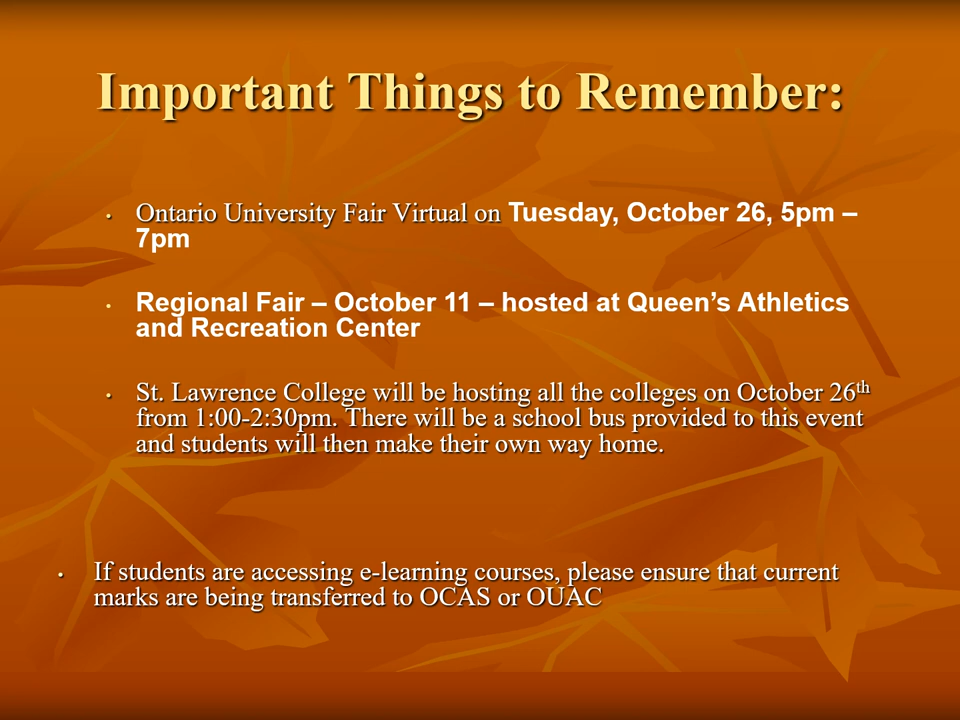 Important Things to Remember:
• Ontario University Fair Virtual on Tuesday, October 26, 5pm –
7pm
• Regional Fair – October 11 – hosted at Queen’s Athletics
and Recreation Center
• St. Lawrence College will be hosting all the colleges on October 26th
from 1:00-2:30pm. There will be a school bus provided to this event
and students will then make their own way home.
• If students are accessing e-learning courses, please ensure that current
marks are being transferred to OCAS or OUAC